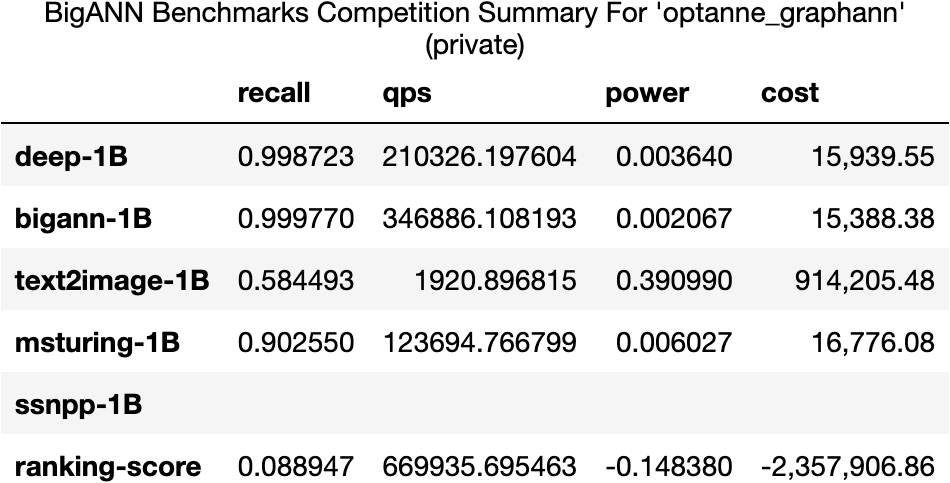 BigANN Benchmarks Competition Summary For 'optanne_graphann'
(private)
recall qps power cost
deep-1B 0.998723 210326.197604 0.003640 15,939.55
bigann-1B 0.999770 346886.108193 0.002067 15,388.38
text2image-1B 0.584493 1920.896815 0.390990 914,205.48
msturing-1B 0.902550 123694.766799 0.006027 16,776.08
ssnpp-1B
ranking-score 0.088947 669935.695463 -0.148380 -2,357,906.86